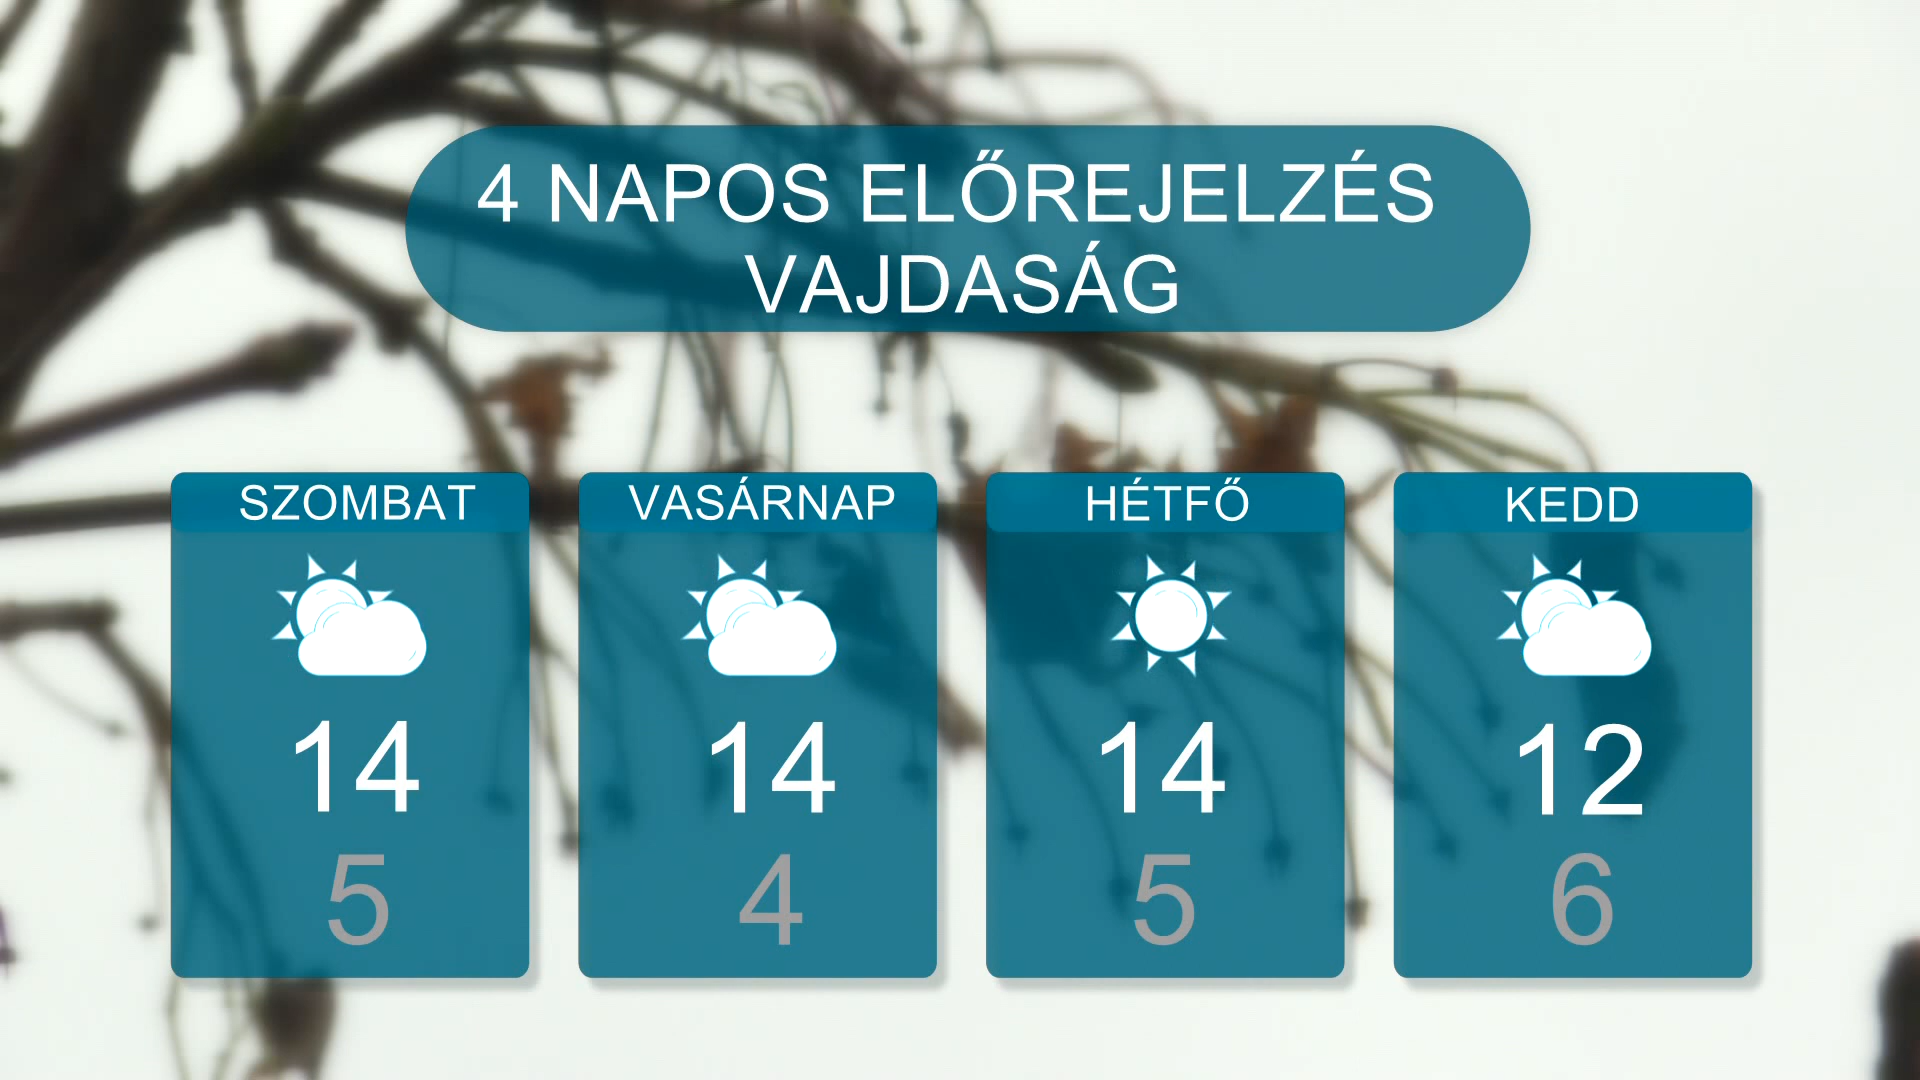 4 NAPOS ELŐREJELZÉS
VAJDASÁG
SZOMBAT
14
5
VASÁRNAP
14
4
HÉTFŐ
14
5
KEDD
12
6